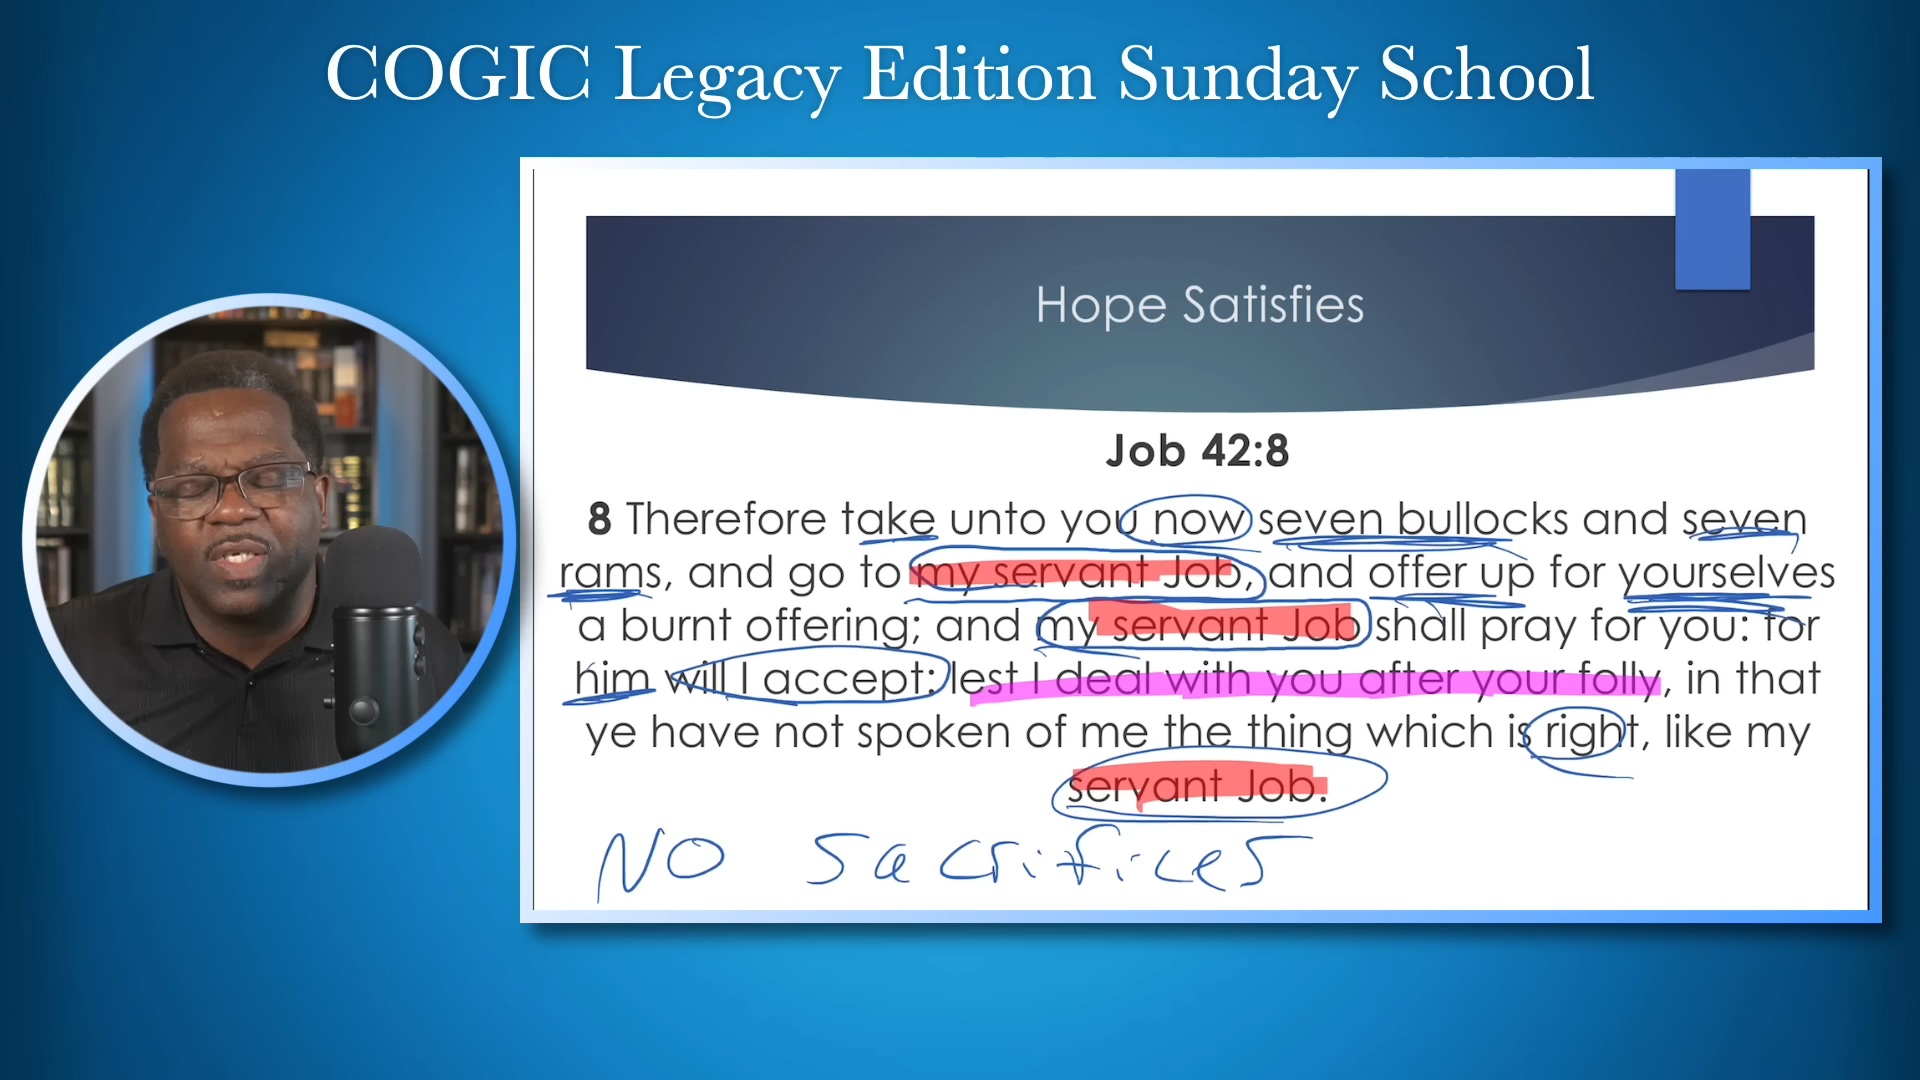 COGIC Legacy Edition Sunday School
Hope Satisfies
Job 42:8
8 Therefore take unto you now seven bullocks and seven
rams, and go to my servant Job, and offer up for yourselves
a burnt offering; and my servant Job shall pray for you: for
him will I accept: lest I deal with you after your folly, in that
ye have not spoken of me the thing which is right, like my
servant Job.
NO Sacrifices